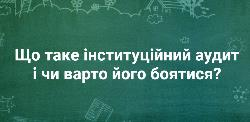 Що таке інституційний аудит
і чи варто його боятися?